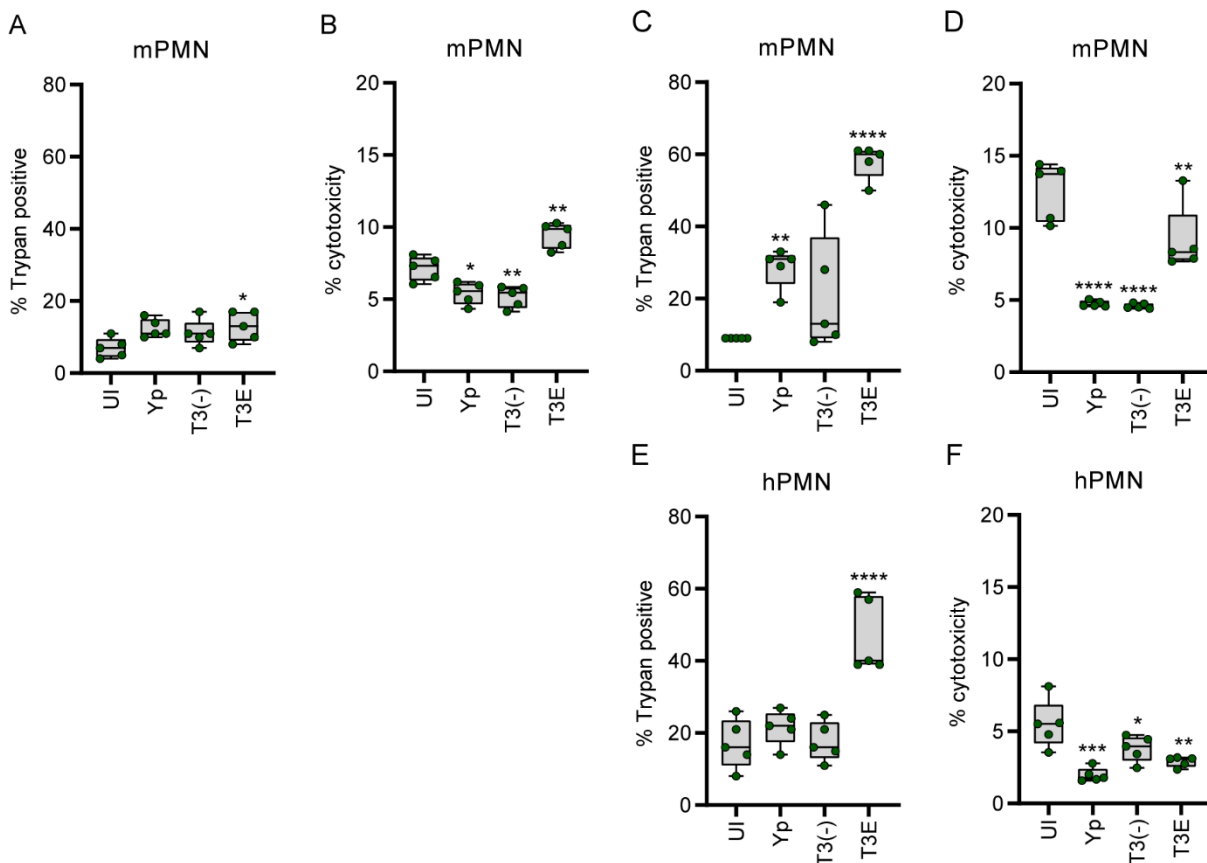 A
mPMN
% Trypan positive
80
60
40
20
0
*
UI
Yp
T3(-)
T3E
B
mPMN
% cytotoxicity
20
15
10
5
0
*
**
**
UI
Yp
T3(-)
T3E
C
mPMN
% Trypan positive
80
60
40
20
0
**
****
UI
Yp
T3(-)
T3E
D
mPMN
% cytotoxicity
20
15
10
5
0
****
****
**
UI
Yp
T3(-)
T3E
E
hPMN
% Trypan positive
80
60
40
20
0
****
UI
Yp
T3(-)
T3E
F
hPMN
% cytotoxicity
20
15
10
5
0
***
*
**
UI
Yp
T3(-)
T3E